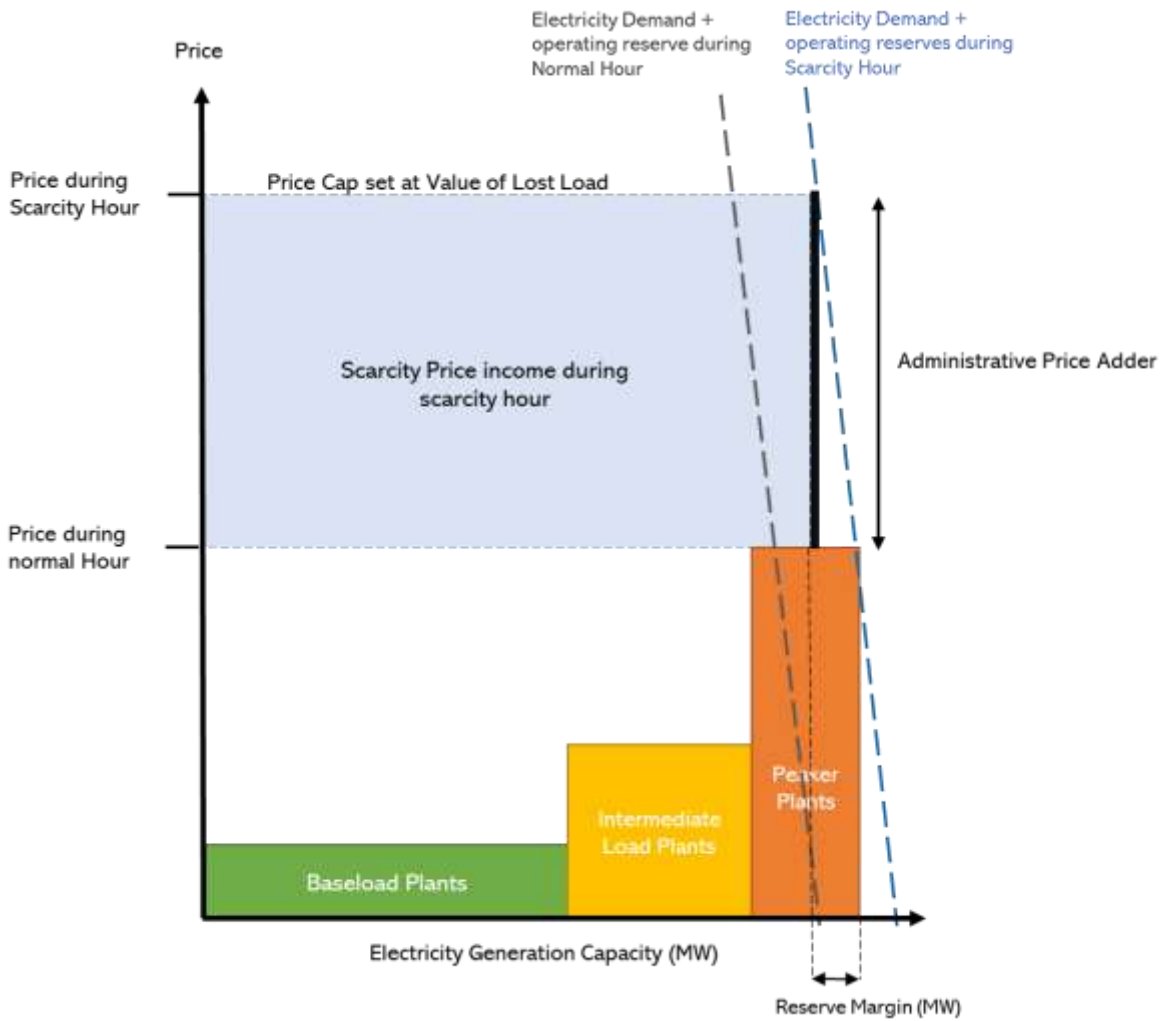 Electricity Demand +
operating reserve during
Normal Hour
Electricity Demand +
operating reserves during
Scarcity Hour
Price
Price during
Scarcity Hour
Price Cap set at Value of Lost Load
Scarcity Price income during
scarcity hour
Administrative Price Adder
Price during
normal Hour
Peaker
Plants
Intermediate
Load Plants
Baseload Plants
Electricity Generation Capacity (MW)
Reserve Margin (MW)